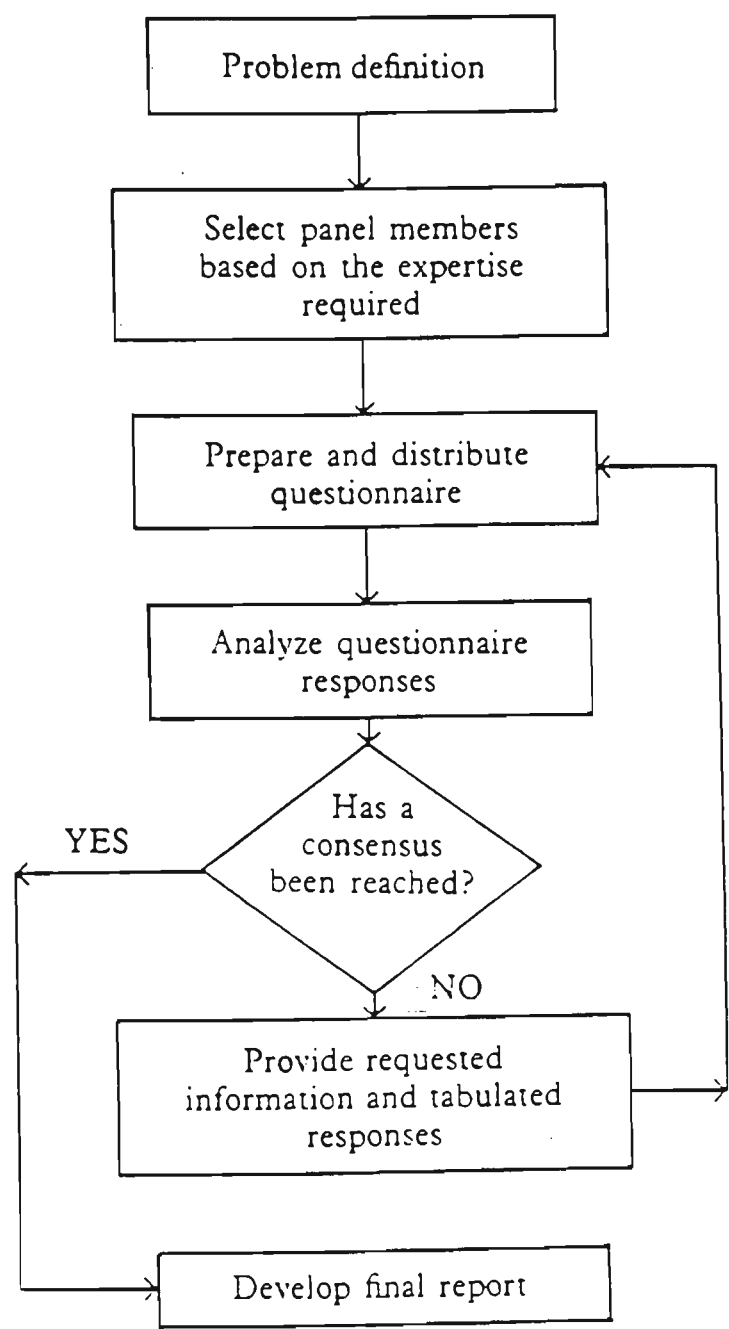 Problem definition
Select panel members
based on the expertise
required
Prepare and distribute
questionnaire
Analyze questionnaire
responses
Has a
consensus
been reached?
YES
NO
Provide requested
information and tabulated
responses
Develop final report